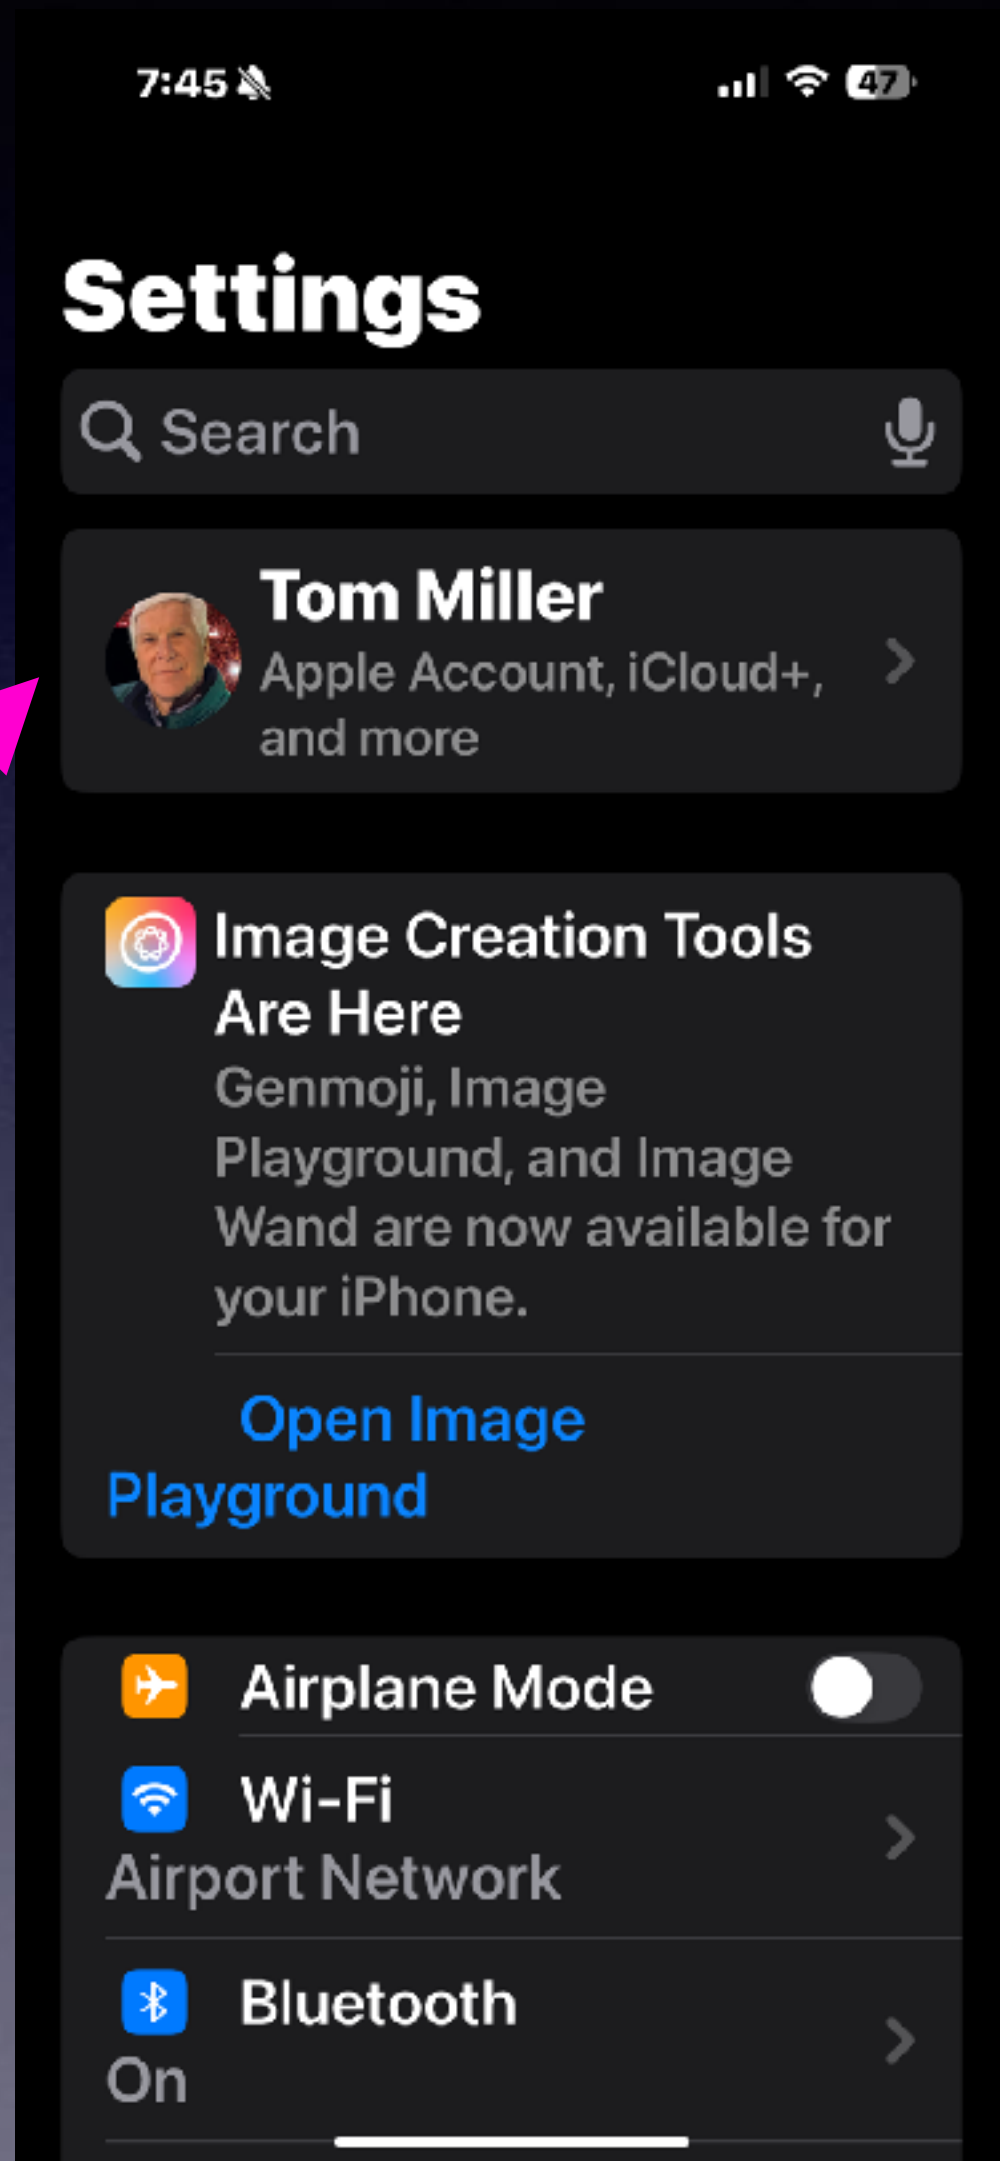 7:45
47
Settings
Search
Tom Miller
Apple Account, iCloud+,
and more
Image Creation Tools
Are Here
Genmoji, Image
Playground, and Image
Wand are now available for
your iPhone.
Open Image
Playground
Airplane Mode
Wi-Fi
Airport Network
Bluetooth
On